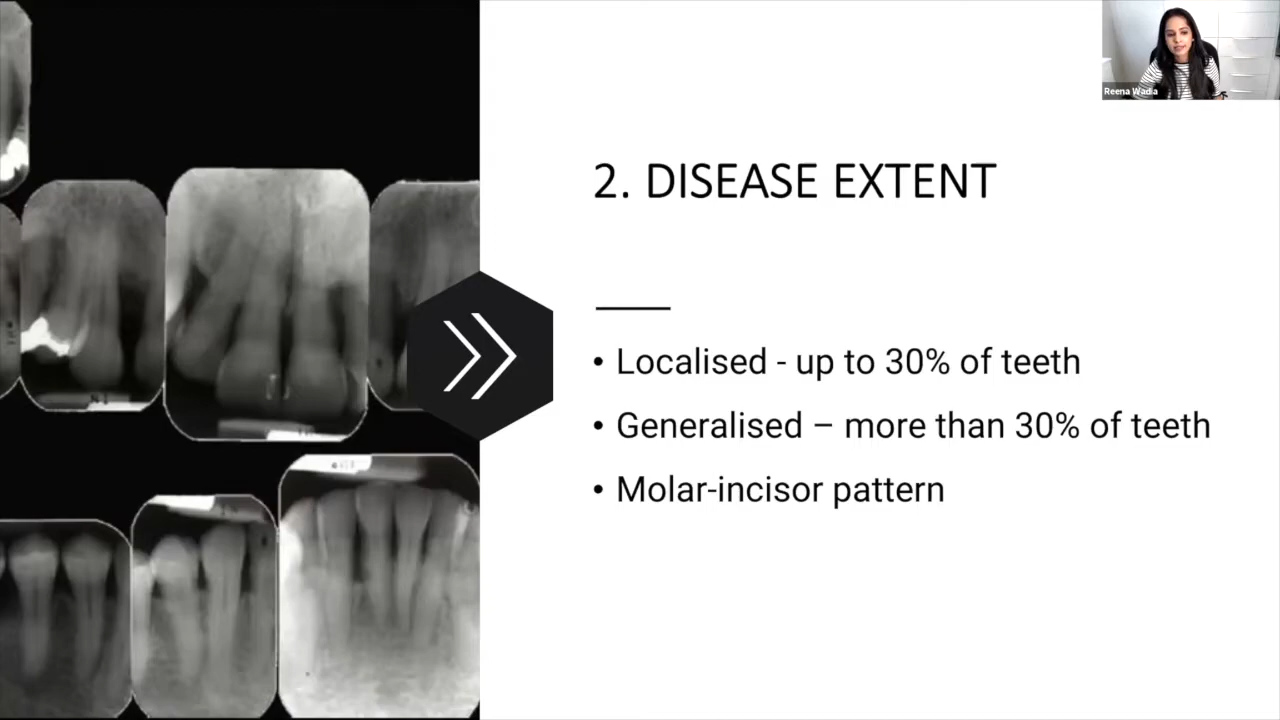 Reena Wadia
2. DISEASE EXTENT
• Localised - up to 30% of teeth
• Generalised – more than 30% of teeth
• Molar-incisor pattern